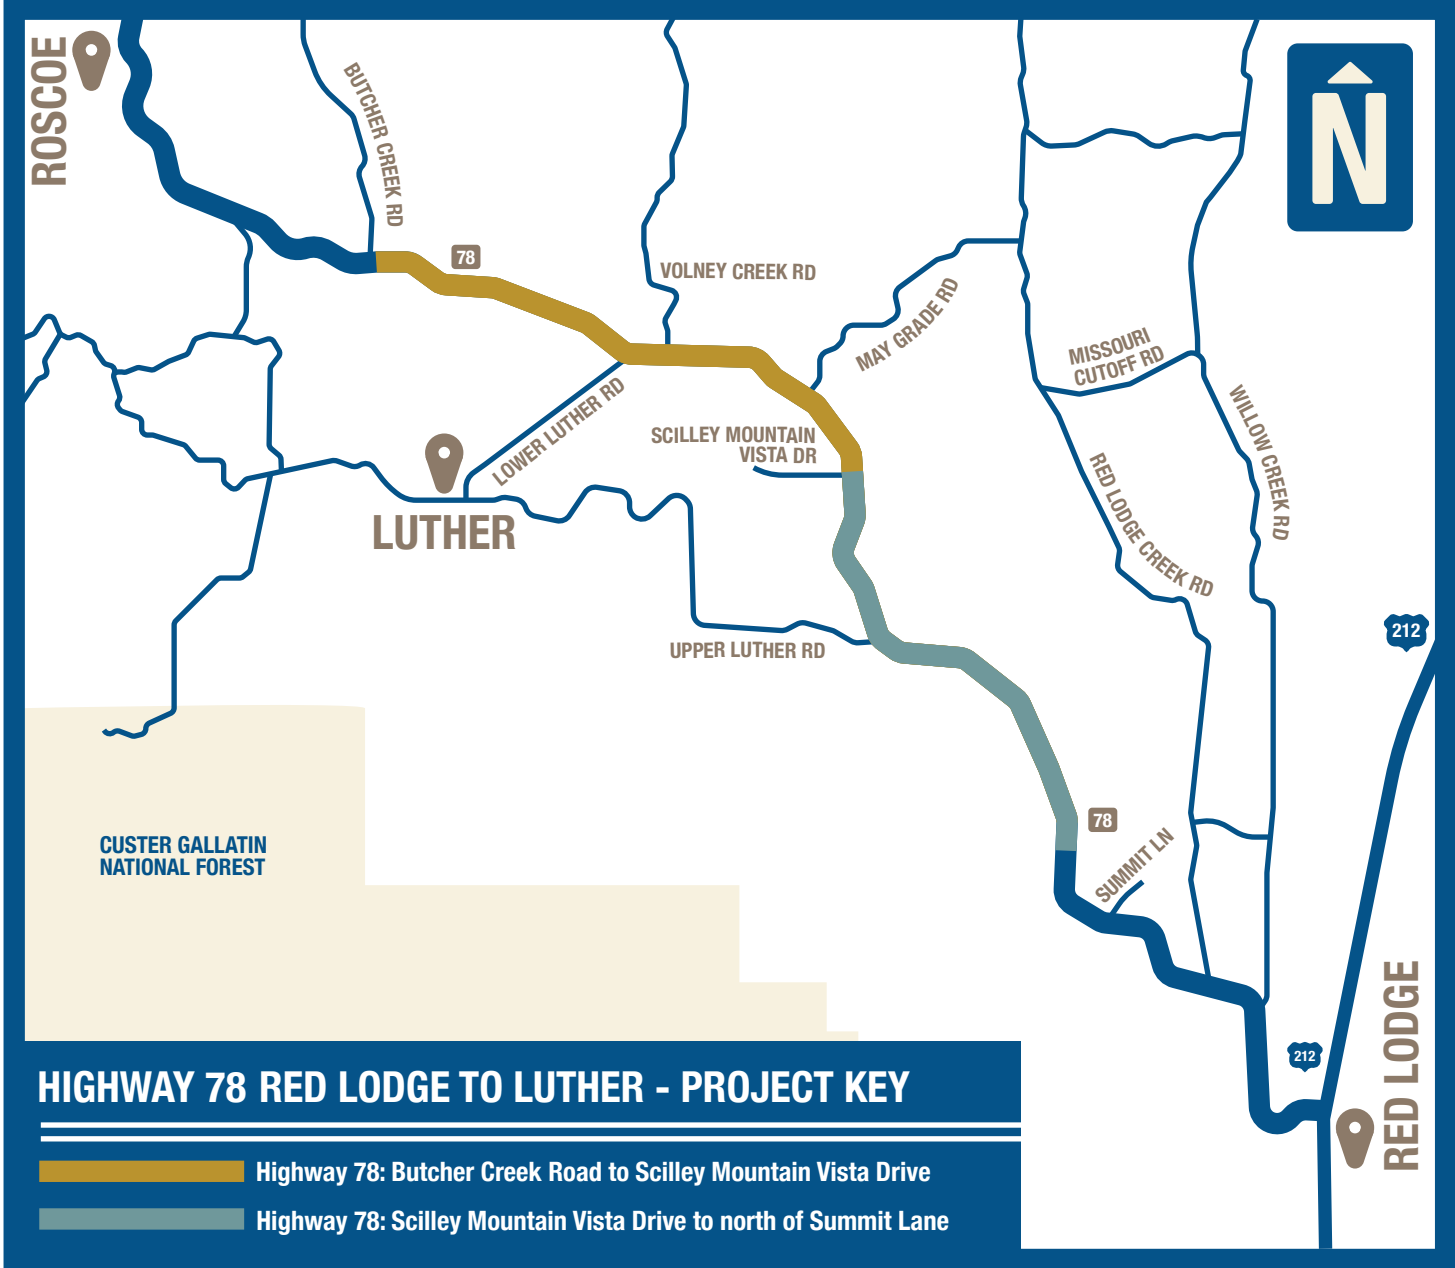 ROSCOE
BUTCHER CREEK RD
78
VOLNEY CREEK RD
MAY GRADE RD
N
MISSOURI
CUTOFF RD
LOWER LUTHER RD
SCILLEY MOUNTAIN
VISTA DR
WILLOW CREEK RD
RED LODGE CREEK RD
LUTHER
UPPER LUTHER RD
212
78
SUMMIT LN
CUSTER GALLATIN
NATIONAL FOREST
212
RED LODGE
HIGHWAY 78 RED LODGE TO LUTHER - PROJECT KEY
Highway 78: Butcher Creek Road to Scilley Mountain Vista Drive
Highway 78: Scilley Mountain Vista Drive to north of Summit Lane